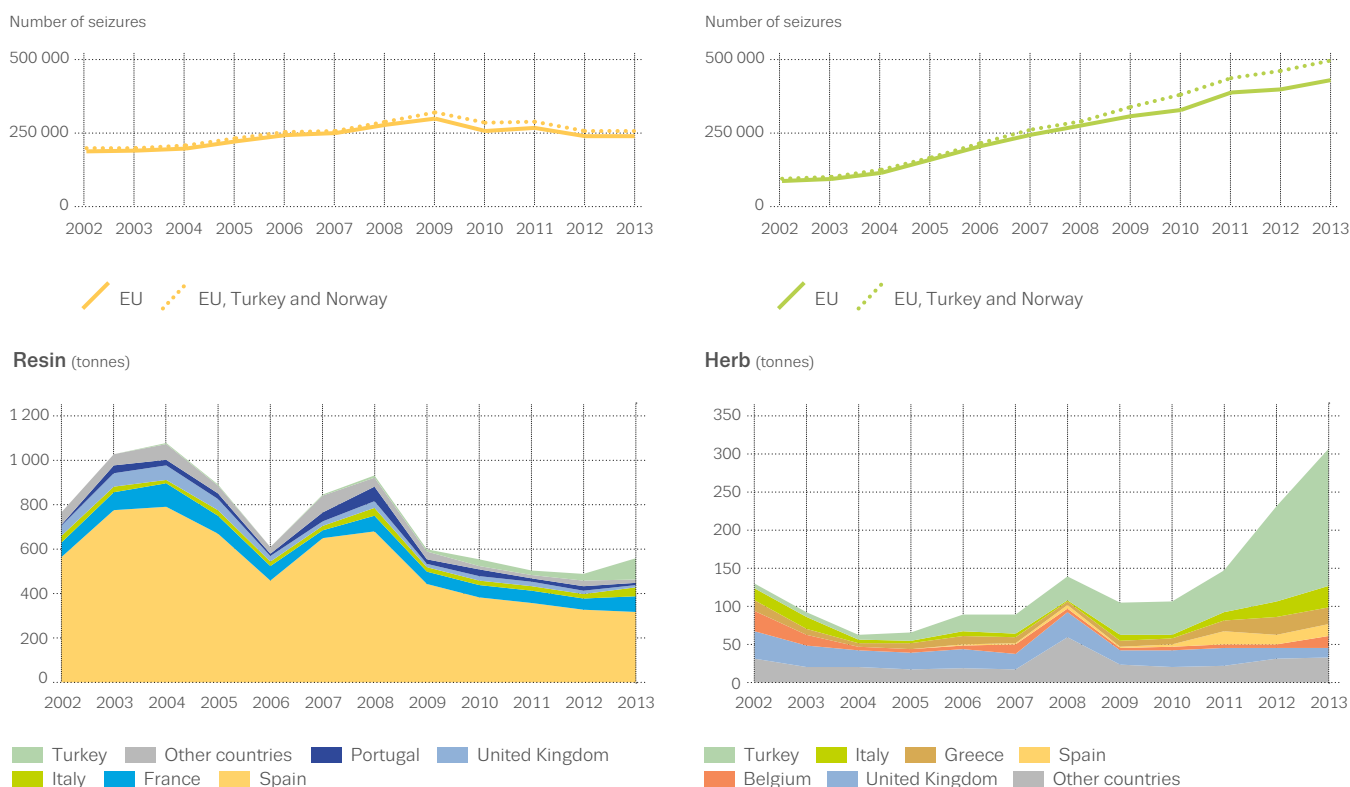 Number of seizures
500 000
250 000
0
2002 2003 2004 2005 2006 2007 2008 2009 2010 2011 2012 2013
EU
EU, Turkey and Norway
Number of seizures
500 000
250 000
0
2002 2003 2004 2005 2006 2007 2008 2009 2010 2011 2012 2013
EU
EU, Turkey and Norway
Resin (tonnes)
1 200
1 000
800
600
400
200
0
2002 2003 2004 2005 2006 2007 2008 2009 2010 2011 2012 2013
Turkey Other countries Portugal United Kingdom
Italy France Spain
Herb (tonnes)
350
300
250
200
150
100
50
0
2002 2003 2004 2005 2006 2007 2008 2009 2010 2011 2012 2013
Turkey Italy Greece Spain
Belgium United Kingdom Other countries